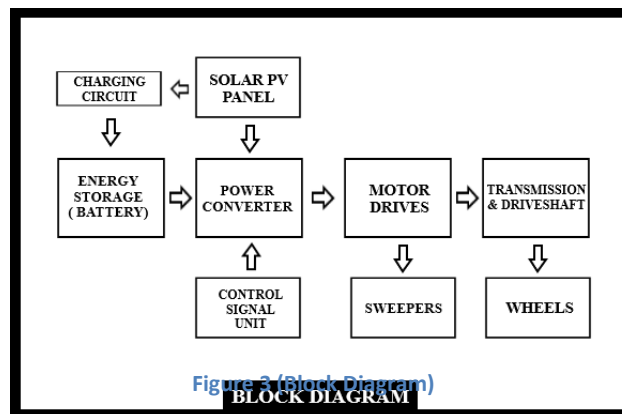 CHARGING
CIRCUIT
SOLAR PV
PANEL
ENERGY
STORAGE
( BATTERY)
POWER
CONVERTER
MOTOR
DRIVES
TRANSMISSION
& DRIVESHAFT
CONTROL
SIGNAL
UNIT
SWEEPERS
WHEELS
Figure 3 (Block Diagram)
BLOCK DIAGRAM